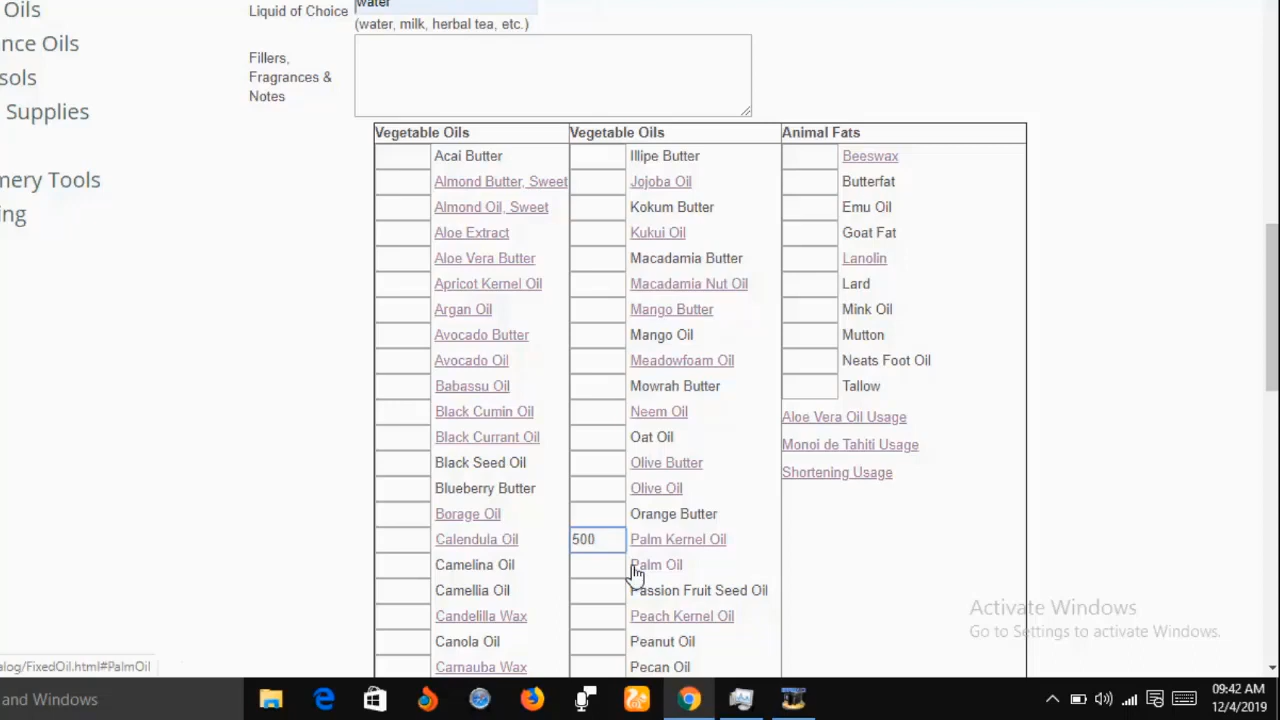 Oils
nce Oils
sols
Supplies
mery Tools
ing
Liquid of Choice
water
(water, milk, herbal tea, etc.)
Fillers,
Fragrances &
Notes
Vegetable Oils Vegetable Oils Animal Fats
Acai Butter Illipe Butter Beeswax
Almond Butter, Sweet Jojoba Oil Butterfat
Almond Oil, Sweet Kokum Butter Emu Oil
Aloe Extract Kukui Oil Goat Fat
Aloe Vera Butter Macadamia Butter Lanolin
Apricot Kernel Oil Macadamia Nut Oil Lard
Argan Oil Mango Butter Mink Oil
Avocado Butter Mango Oil Mutton
Avocado Oil Meadowfoam Oil Neats Foot Oil
Babassu Oil Mowrah Butter Tallow
Black Cumin Oil Neem Oil Aloe Vera Oil Usage
Black Currant Oil Oat Oil Monoi de Tahiti Usage
Black Seed Oil Olive Butter Shortening Usage
Blueberry Butter Olive Oil
Borage Oil Orange Butter
Calendula Oil 500 Palm Kernel Oil
Camelina Oil Palm Oil
Camellia Oil Passion Fruit Seed Oil
Candelilla Wax Peach Kernel Oil
Canola Oil Peanut Oil
Carnauba Wax Pecan Oil
Activate Windows
Go to Settings to activate Windows.
alog/FixedOil.html#PalmOil
and Windows
09:42 AM
12/4/2019